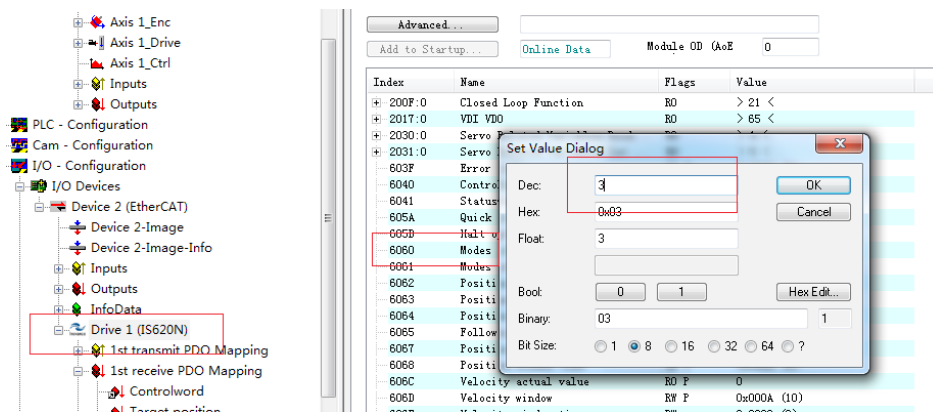 Axis 1_Enc
Axis 1_Drive
Axis 1_Ctrl
Inputs
Outputs
PLC - Configuration
Cam - Configuration
I/O - Configuration
I/O Devices
Device 2 (EtherCAT)
Device 2-Image
Device 2-Image-Info
Inputs
Outputs
InfoData
Drive 1 (IS620N)
1st transmit PDO Mapping
1st receive PDO Mapping
Controlword
Target position
Advanced...
Add to Startup... Online Data Module OD (AoE 0
Index Name Flags Value
200F:0 Closed Loop Function RO > 21 <
2017:0 VDI VDO RO > 65 <
2030:0 Servo
2031:0 Servo
603F Error
6040 Contro
6041 Status
605A Quick
605B Halt
6060 Modes
6061 Modes
6062 Positi
6063 Positi
6064 Positi
6065 Follow
6067 Positi
6068 Positi
606C Velocity actual value RO P 0
606D Velocity window RW P 0x000A (10)
Set Value Dialog
Dec: 3 OK
Hex: 0x03 Cancel
Float: 3
Bool: 0 1 Hex Edit...
Binary: 03 1
Bit Size: 1 8 16 32 64 ?